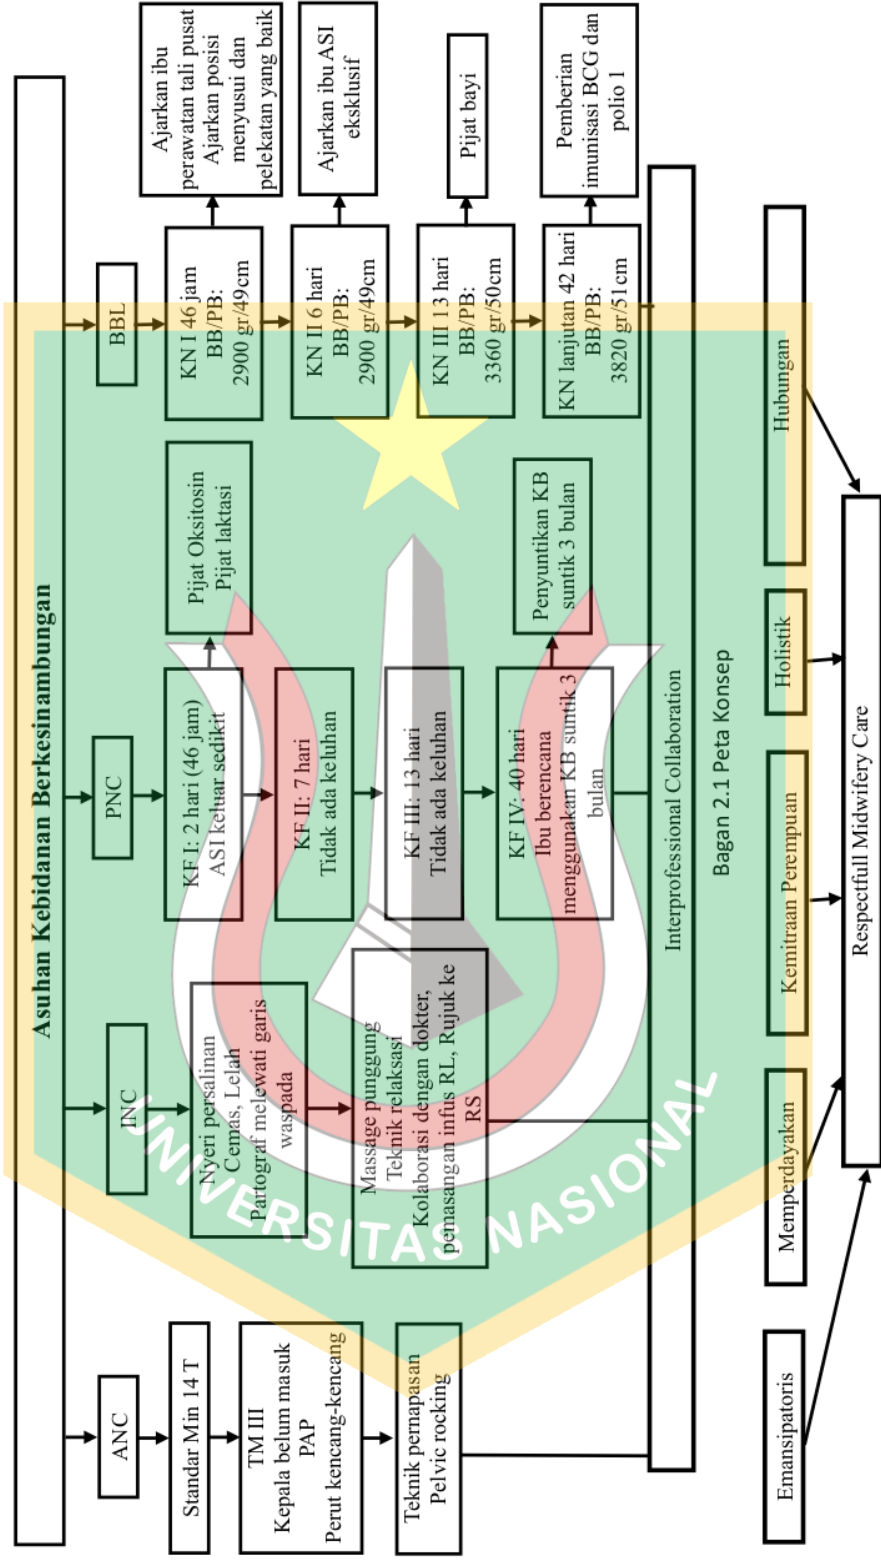 Asuhan Kebidanan Berkesinambungan
ANC
Standar Min 14 T
TM III
Kepala belum masuk
PAP
Perut kencang-kencang
Teknik pernapasan
Pelvic rocking
INC
Nyeri persalinan
Cemas, Lelah
Partograf melewati garis
waspada
Massage punggung
Teknik relaksasi
Kolaborasi dengan dokter,
pemasangan infus RL, Rujuk ke
RS
PNC
KF I: 2 hari (46 jam)
ASI keluar sedikit
Pijat Oksitosin
Pijat laktasi
KF II: 7 hari
Tidak ada keluhan
KF III: 13 hari
Tidak ada keluhan
KF IV: 40 hari
Ibu berencana
menggunakan KB suntik 3
bulan
Penyuntikan KB
suntik 3 bulan
BBL
KN I 46 jam
BB/PB:
2900 gr/49cm
Ajarkan ibu
perawatan tali pusat
Ajarkan posisi
menyusui dan
pelekatan yang baik
KN II 6 hari
BB/PB:
2900 gr/49cm
Ajarkan ibu ASI
eksklusif
KN III 13 hari
BB/PB:
3360 gr/50cm
Pijat bayi
KN lanjutan 42 hari
BB/PB:
3820 gr/51cm
Pemberian
imunisasi BCG dan
polio 1
Interprofessional Collaboration
Bagan 2.1 Peta Konsep
Emansipatoris
Memperdayakan
Kemitraan Perempuan
Holistik
Hubungan
Respectfull Midwifery Care
UNIVERSITAS NASIONAL